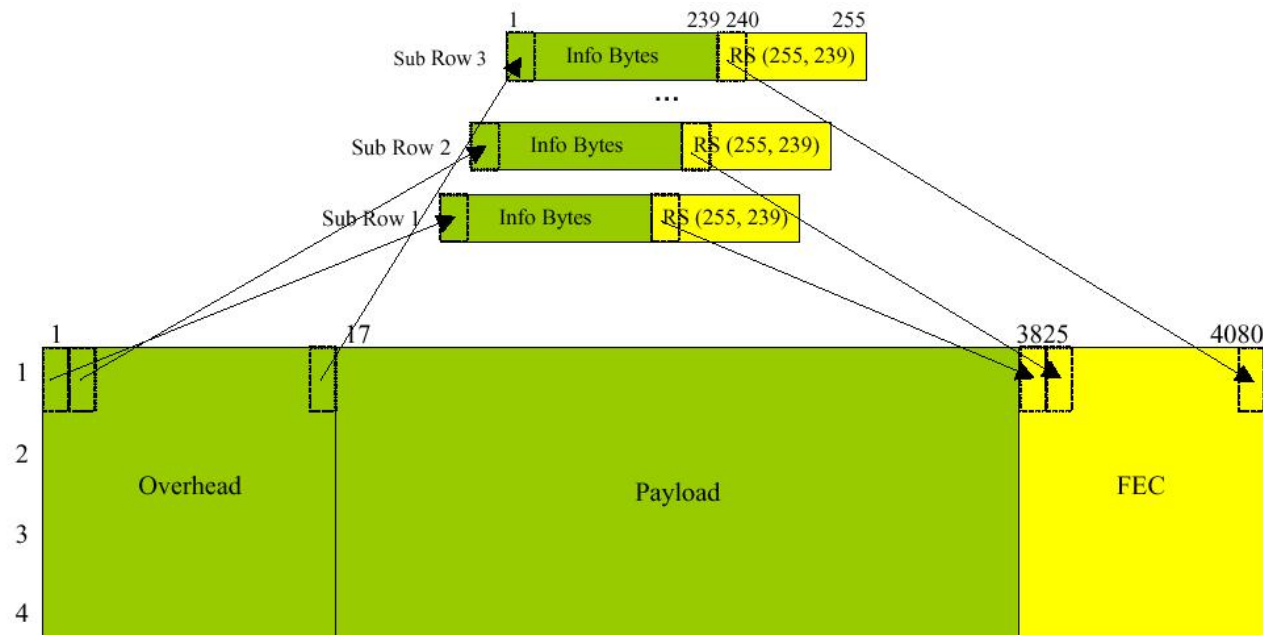 1 239 240 255
Sub Row 3 Info Bytes RS (255, 239)
...
Sub Row 2 Info Bytes RS (255, 239)
Sub Row 1 Info Bytes RS (255, 239)
1 17 3825 4080
1
2
Overhead Payload FEC
3
4